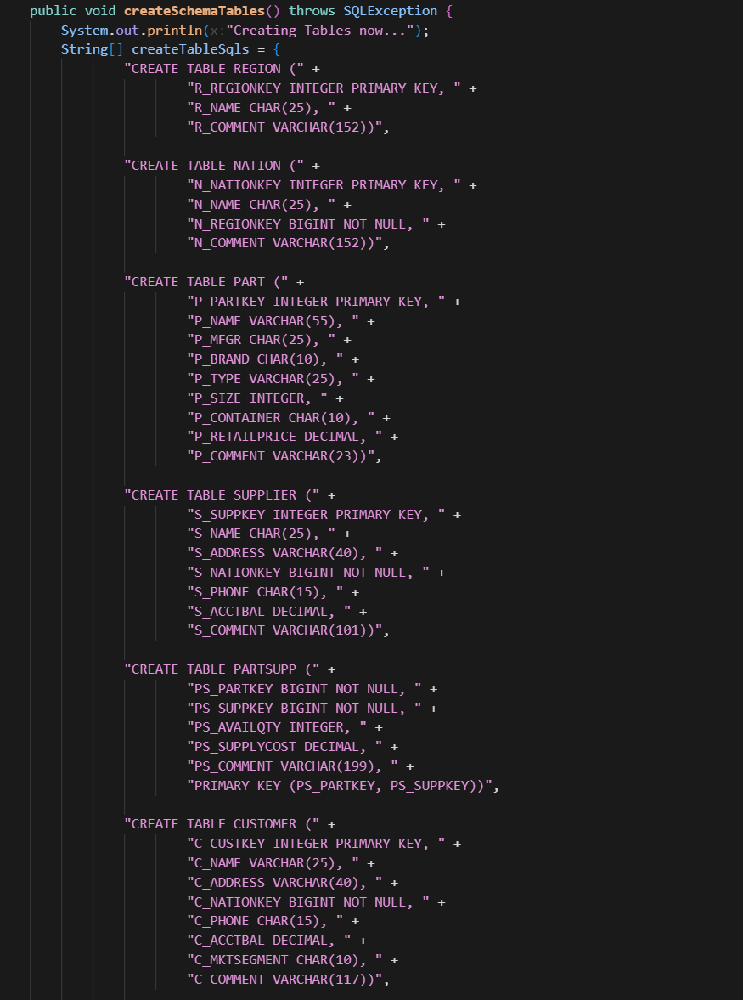 public void createSchemaTables() throws SQLException {
System.out.println(x:"Creating Tables now...");
String[] createTableSqls = {
"CREATE TABLE REGION (" +
"R_REGIONKEY INTEGER PRIMARY KEY, " +
"R_NAME CHAR(25), " +
"R_COMMENT VARCHAR(152))",
"CREATE TABLE NATION (" +
"N_NATIONKEY INTEGER PRIMARY KEY, " +
"N_NAME CHAR(25), " +
"N_REGIONKEY BIGINT NOT NULL, " +
"N_COMMENT VARCHAR(152))",
"CREATE TABLE PART (" +
"P_PARTKEY INTEGER PRIMARY KEY, " +
"P_NAME VARCHAR(55), " +
"P_MFGR CHAR(25), " +
"P_BRAND CHAR(10), " +
"P_TYPE VARCHAR(25), " +
"P_SIZE INTEGER, " +
"P_CONTAINER CHAR(10), " +
"P_RETAILPRICE DECIMAL, " +
"P_COMMENT VARCHAR(23))",
"CREATE TABLE SUPPLIER (" +
"S_SUPPKEY INTEGER PRIMARY KEY, " +
"S_NAME CHAR(25), " +
"S_ADDRESS VARCHAR(40), " +
"S_NATIONKEY BIGINT NOT NULL, " +
"S_PHONE CHAR(15), " +
"S_ACCTBAL DECIMAL, " +
"S_COMMENT VARCHAR(101))",
"CREATE TABLE PARTSUPP (" +
"PS_PARTKEY BIGINT NOT NULL, " +
"PS_SUPPKEY BIGINT NOT NULL, " +
"PS_AVAILQTY INTEGER, " +
"PS_SUPPLYCOST DECIMAL, " +
"PS_COMMENT VARCHAR(199), " +
"PRIMARY KEY (PS_PARTKEY, PS_SUPPKEY))",
"CREATE TABLE CUSTOMER (" +
"C_CUSTKEY INTEGER PRIMARY KEY, " +
"C_NAME VARCHAR(25), " +
"C_ADDRESS VARCHAR(40), " +
"C_NATIONKEY BIGINT NOT NULL, " +
"C_PHONE CHAR(15), " +
"C_ACCTBAL DECIMAL, " +
"C_MKTSEGMENT CHAR(10), " +
"C_COMMENT VARCHAR(117))",